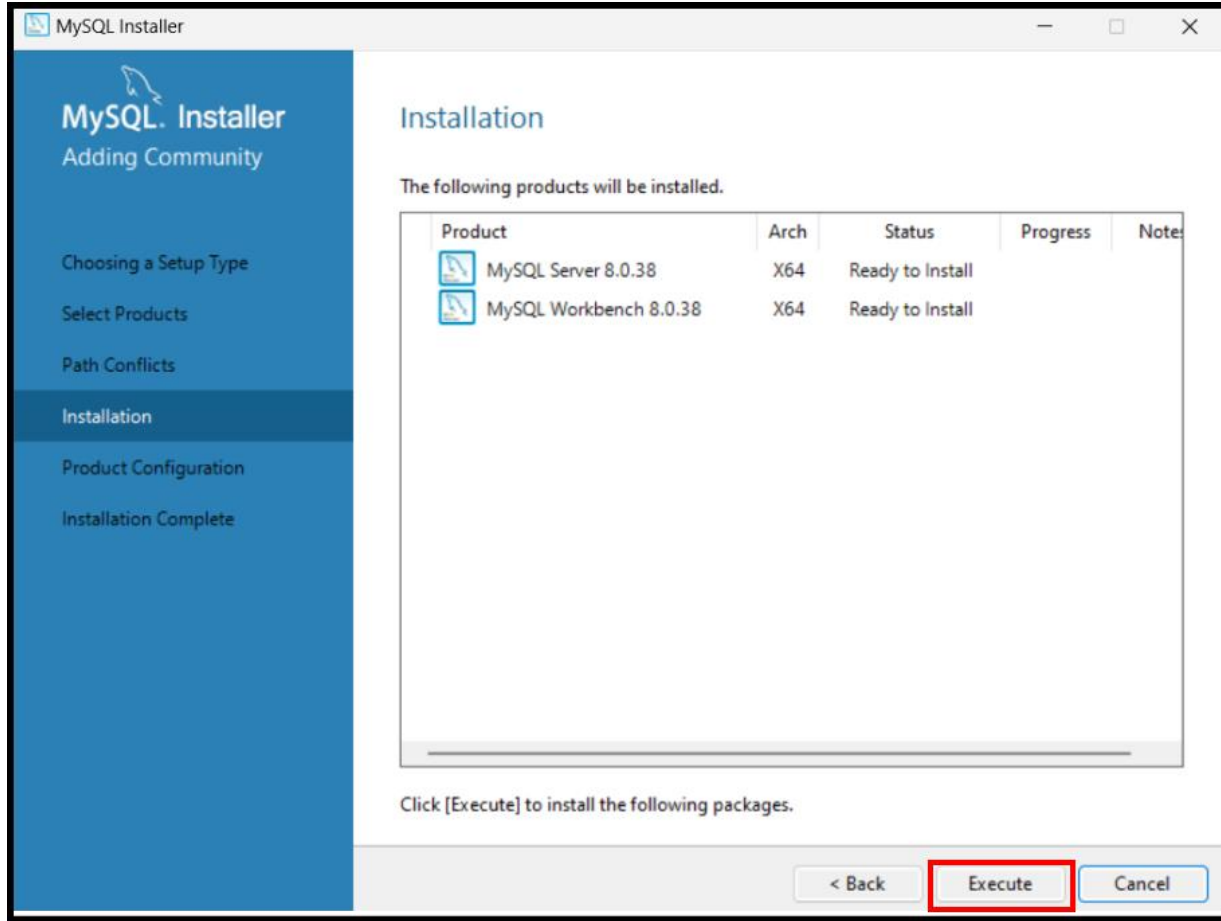 MySQL Installer
MySQL. Installer
Adding Community
Choosing a Setup Type
Select Products
Path Conflicts
Installation
Product Configuration
Installation Complete
Installation
The following products will be installed.
Product Arch Status Progress Notes
MySQL Server 8.0.38 X64 Ready to Install
MySQL Workbench 8.0.38 X64 Ready to Install
Click [Execute] to install the following packages.
< Back Execute Cancel